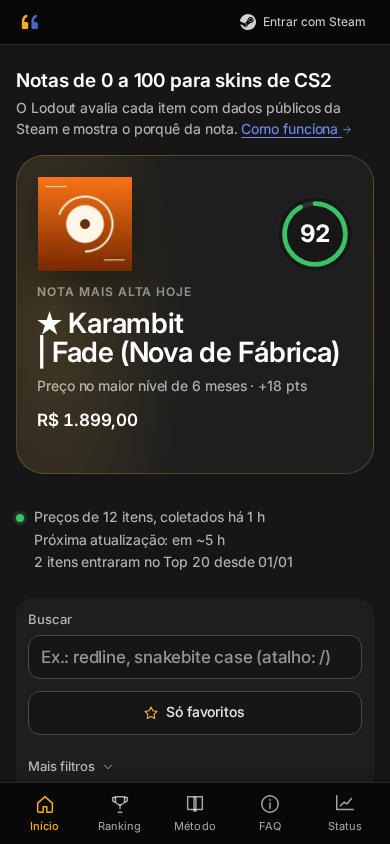 Entrar com Steam
Notas de 0 a 100 para skins de CS2
O Lodout avalia cada item com dados públicos da
Steam e mostra o porquê da nota. Como funciona →
92
NOTA MAIS ALTA HOJE
★ Karambit
| Fade (Nova de Fábrica)
Preço no maior nível de 6 meses · +18 pts
R$ 1.899,00
Preços de 12 itens, coletados há 1 h
Próxima atualização: em ~5 h
2 itens entraram no Top 20 desde 01/01
Buscar
Ex.: redline, snakebite case (atalho: /)
Só favoritos
Mais filtros
Início
Ranking
Método
FAQ
Status